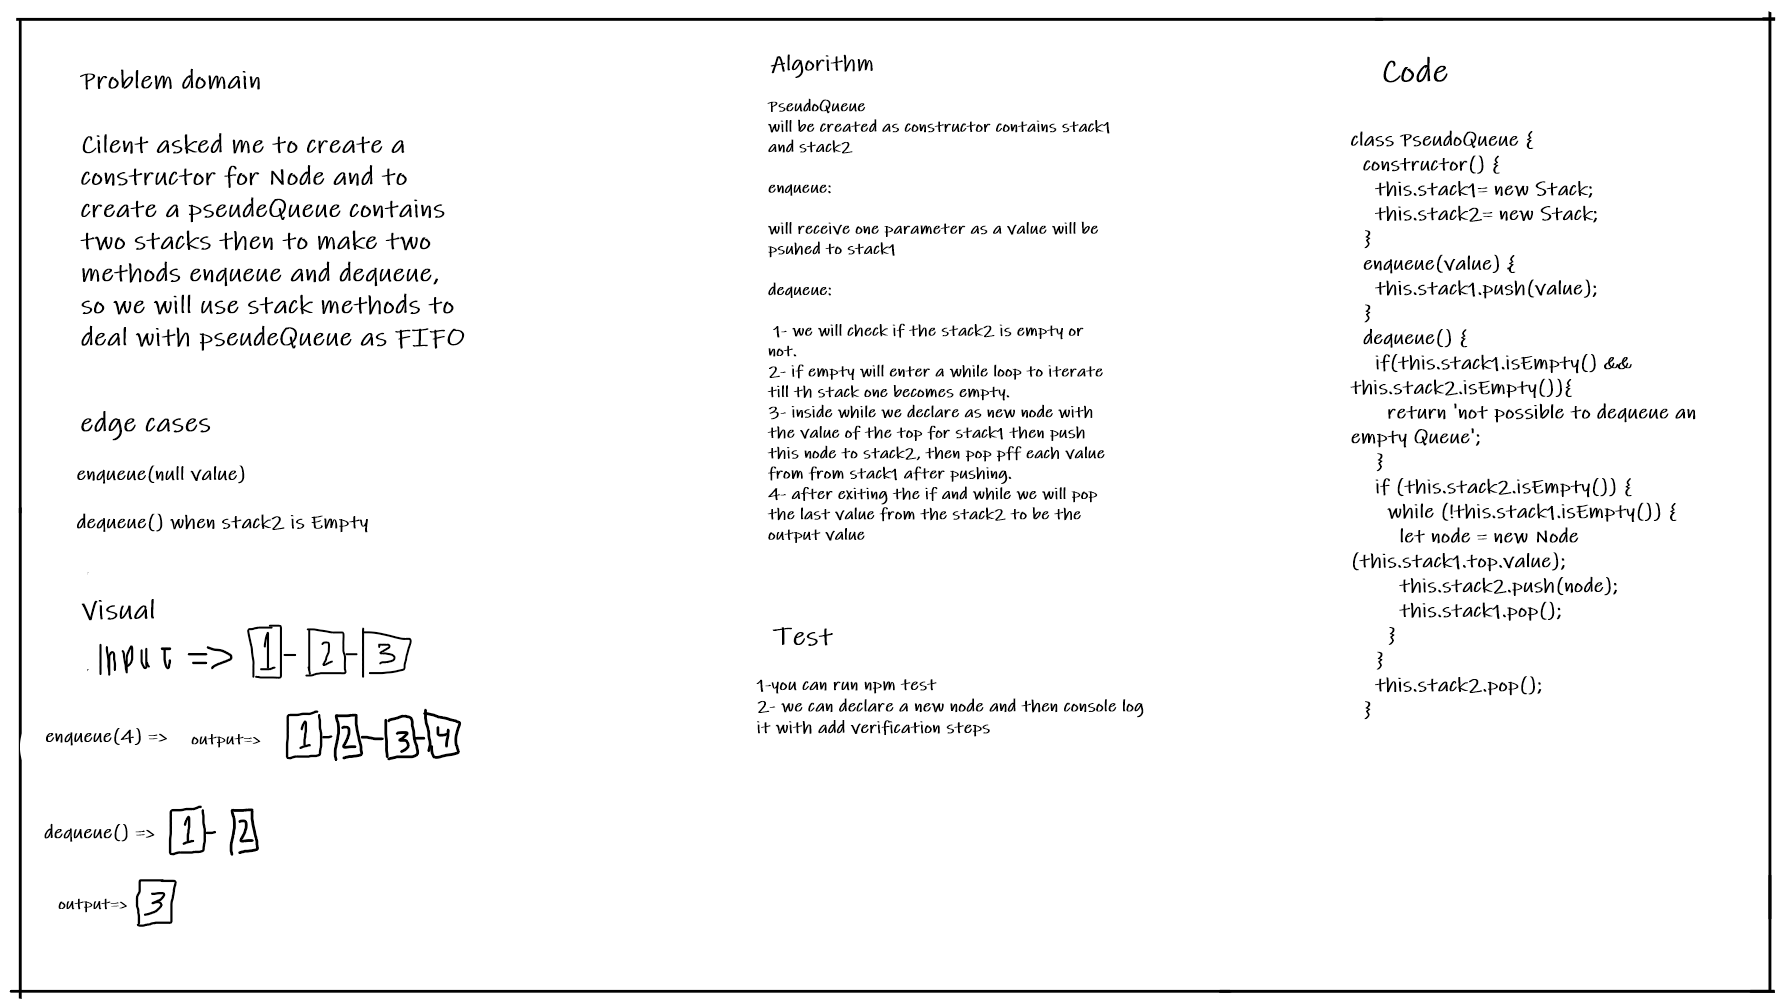 Problem domain
Cilent asked me to create a
constructor for Node and to
create a pseudeQueue contains
two stacks then to make two
methods enqueue and dequeue,
so we will use stack methods to
deal with pseudeQueue as FIFO
edge cases
enqueue(null value)
dequeue() when stack2 is Empty
Visual
Input => 1 - 2 - 3
enqueue(4) => output=> 1 - 2 - 3 - 4
dequeue() => 1 - 2
output=> 3
Algorithm
PseudoQueue
will be created as constructor contains stack1
and stack2
enqueue:
will receive one parameter as a value will be
psuhed to stack1
dequeue:
1- we will check if the stack2 is empty or
not.
2- if empty will enter a while loop to iterate
till th stack one becomes empty.
3- inside while we declare as new node with
the value of the top for stack1 then push
this node to stack2, then pop pff each value
from from stack1 after pushing.
4- after exiting the if and while we will pop
the last value from the stack2 to be the
output value
Test
1-you can run npm test
2- we can declare a new node and then console log
it with add verification steps
Code
class PseudoQueue {
constructor() {
this.stack1= new Stack;
this.stack2= new Stack;
}
enqueue(value) {
this.stack1.push(value);
}
dequeue() {
if(this.stack1.isEmpty() &&
this.stack2.isEmpty()){
return 'not possible to dequeue an
empty Queue';
}
if (this.stack2.isEmpty()) {
while (!this.stack1.isEmpty()) {
let node = new Node
(this.stack1.top.value);
this.stack2.push(node);
this.stack1.pop();
}
}
this.stack2.pop();
}